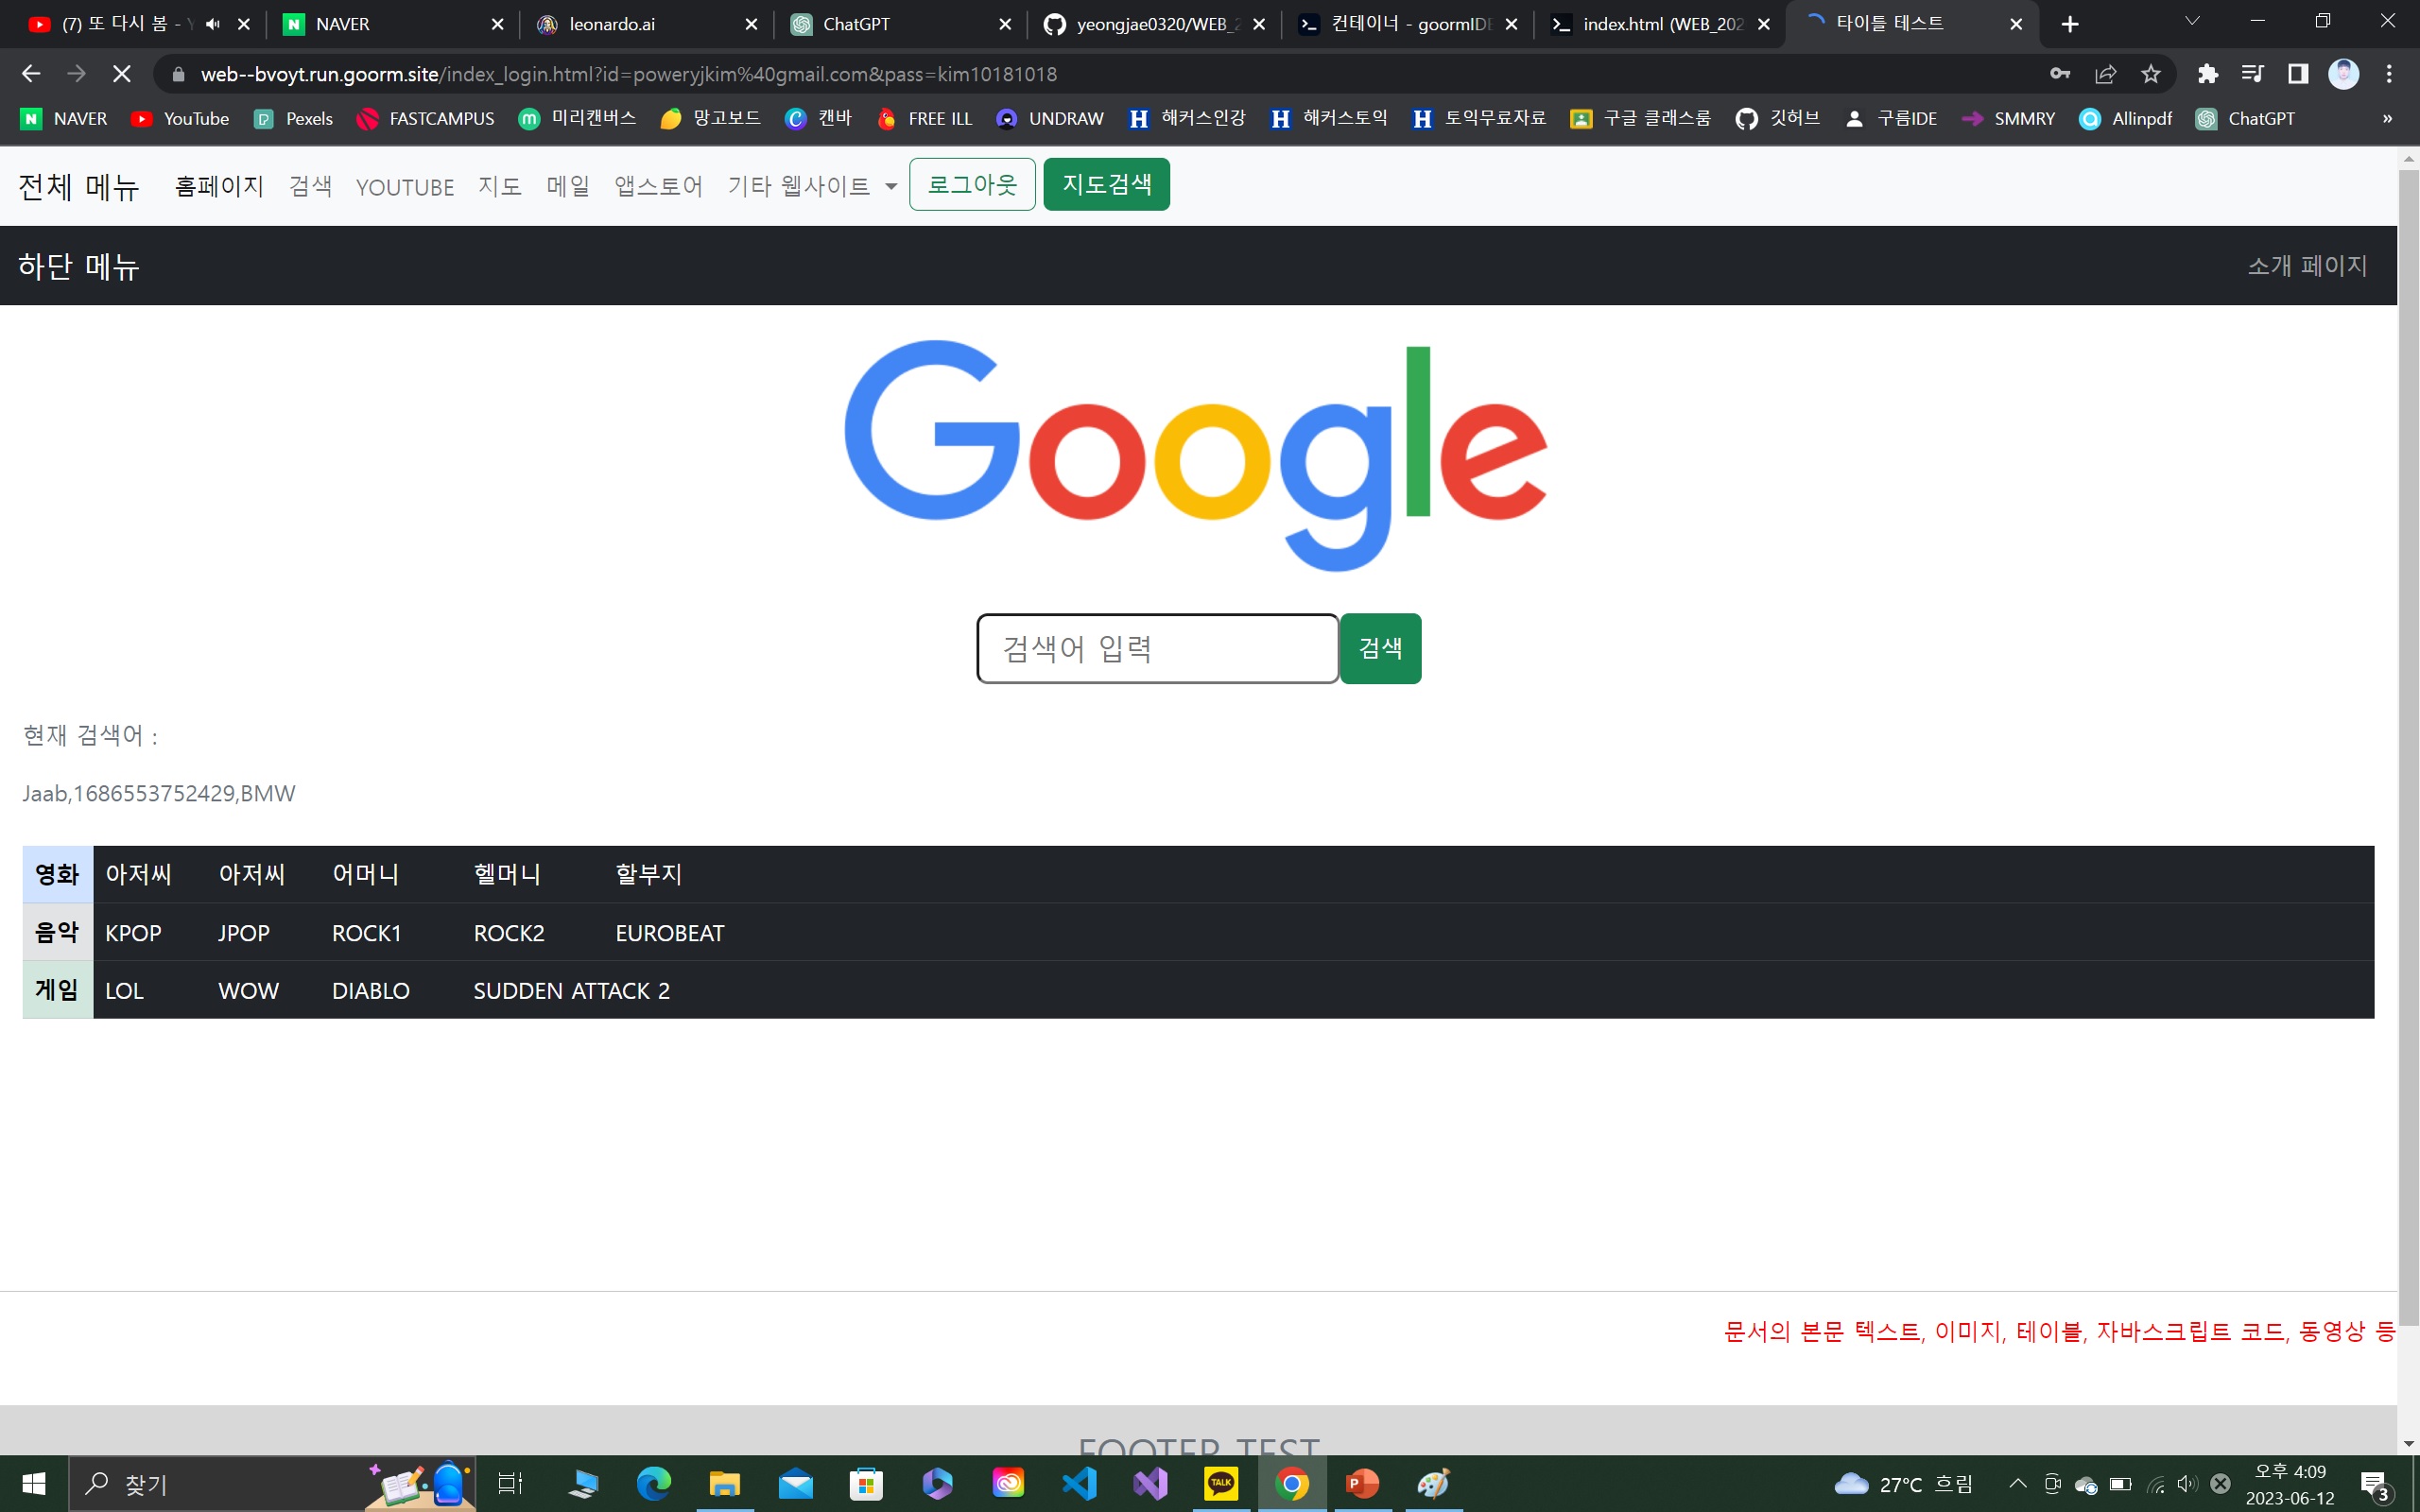 (7) 또 다시 봄 - Y
NAVER
leonardo.ai
ChatGPT
yeongjae0320/WEB_2
컨테이너 - goormIDE
index.html (WEB_202
타이틀 테스트
web--bvoyt.run.goorm.site/index_login.html?id=poweryjkim%40gmail.com&pass=kim10181018
NAVER YouTube Pexels FASTCAMPUS 미리캔버스 망고보드 캔바 FREE ILL UNDRAW 해커스인강 해커스토익 토익무료자료 구글 클래스룸 깃허브 구름IDE SMMRY Allinpdf ChatGPT »
전체 메뉴 홈페이지 검색 YOUTUBE 지도 메일 앱스토어 기타 웹사이트 로그아웃 지도검색
하단 메뉴 소개 페이지
Google
검색어 입력 검색
현재 검색어 :
Jaab,1686553752429,BMW
영화 아저씨 아저씨 어머니 헬머니 할부지
음악 KPOP JPOP ROCK1 ROCK2 EUROBEAT
게임 LOL WOW DIABLO SUDDEN ATTACK 2
문서의 본문 텍스트, 이미지, 테이블, 자바스크립트 코드, 동영상 등
FOOTER TEST
찾기
TALK
27°C 흐림
오후 4:09
2023-06-12
3